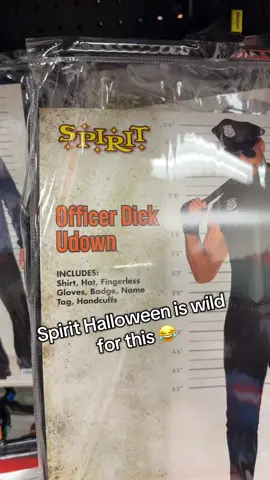 SPIRIT
Officer Dick
Udown
INCLUDES:
Shirt, Hat, Fingerless
Gloves, Badge, Name
Tag, Handcuffs
Spirit Halloween is wild
for this 😂